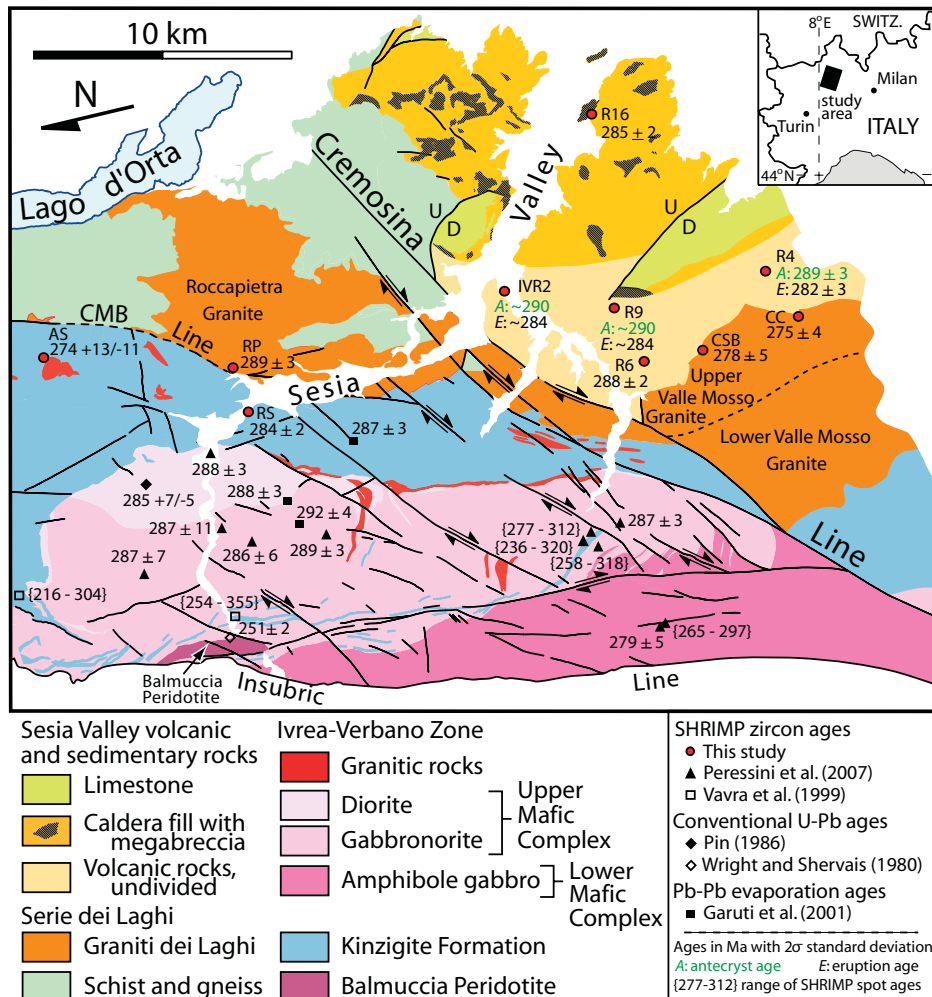 10 km
N
Lago
d'Orta
Cremosina
Valley
R16
285 ± 2
8°E
SWITZ.
Milan
study
area
Turin
ITALY
44°N
U
D
U
D
Roccapietra
Granite
CMB
Line
AS
274 +13/-11
RP
289 ± 3
Sesia
IVR2
A: ~290
E: ~284
R9
A: ~290
E: ~284
R4
A: 289 ± 3
E: 282 ± 3
CC
275 ± 4
CSB
278 ± 5
R6
288 ± 2
Upper
Valle Mosso
Granite
Lower Valle Mosso
Granite
Line
RS
284 ± 2
287 ± 3
288 ± 3
285 +7/-5
288 ± 3
292 ± 4
287 ± 11
286 ± 6
289 ± 3
287 ± 7
{277 - 312}
{236 - 320}
{258 - 318}
287 ± 3
{216 - 304}
{254 - 355}
251± 2
{265 - 297}
279 ± 5
Balmuccia
Peridotite
Insubric
Line
Sesia Valley volcanic
and sedimentary rocks
Limestone
Caldera fill with
megabreccia
Volcanic rocks,
undivided
Serie dei Laghi
Graniti dei Laghi
Schist and gneiss
Ivrea-Verbano Zone
Granitic rocks
Diorite
Gabbronorite
Upper
Mafic
Complex
Amphibole gabbro
Lower
Mafic
Complex
Kinzigite Formation
Balmuccia Peridotite
SHRIMP zircon ages
This study
Peressini et al. (2007)
Vavra et al. (1999)
Conventional U-Pb ages
Pin (1986)
Wright and Shervais (1980)
Pb-Pb evaporation ages
Garuti et al. (2001)
Ages in Ma with 2σ standard deviation
A: antecryst age E: eruption age
{277-312} range of SHRIMP spot ages